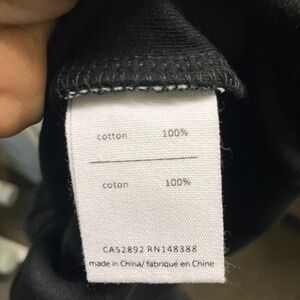 cotton 100%
coton 100%
CA52892 RN148388
made in China/ fabriqué en Chine